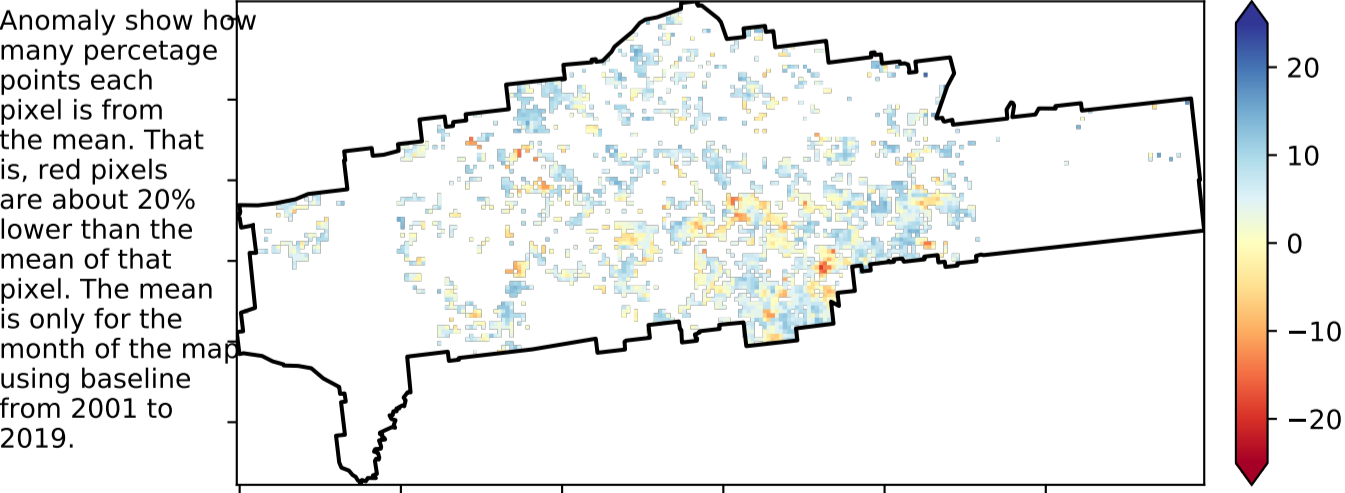 Anomaly show how
many percetage
points each
pixel is from
the mean. That
is, red pixels
are about 20%
lower than the
mean of that
pixel. The mean
is only for the
month of the map
using baseline
from 2001 to
2019.
20
10
0
−10
−20